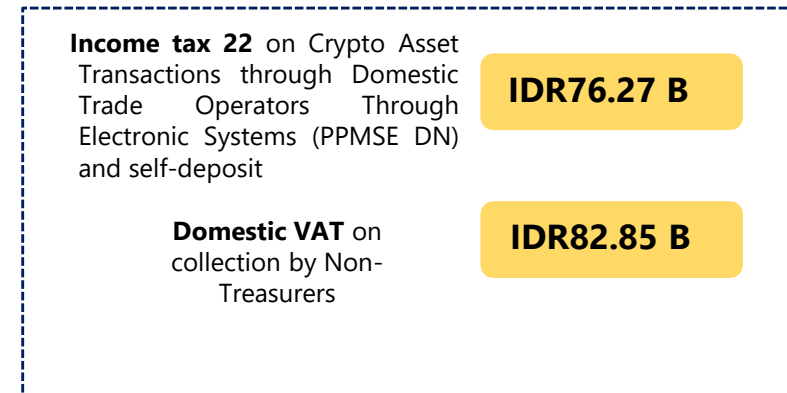 Income tax 22 on Crypto Asset
Transactions through Domestic
Trade Operators Through
Electronic Systems (PPMSE DN)
and self-deposit
IDR76.27 B
Domestic VAT on
collection by Non-
Treasurers
IDR82.85 B